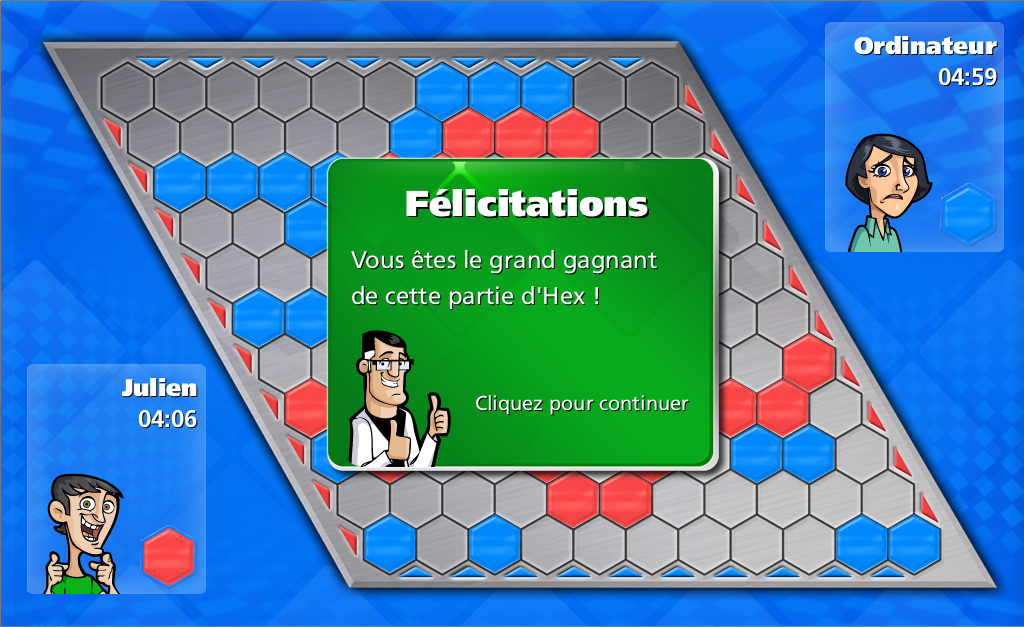 Ordinateur
04:59
Félicitations
Vous êtes le grand gagnant
de cette partie d'Hex !
Cliquez pour continuer
Julien
04:06